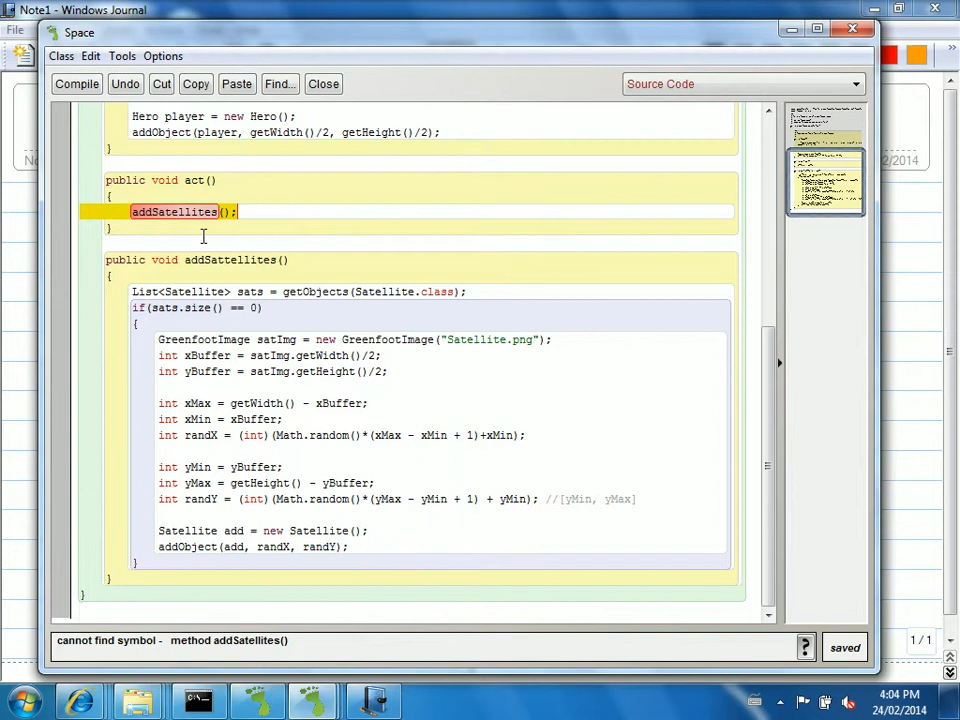 Note1 - Windows Journal
File
Space
Class Edit Tools Options
Compile Undo Cut Copy Paste Find... Close Source Code
Hero player = new Hero();
addObject(player, getWidth()/2, getHeight()/2);
}
public void act()
{
addSatellites();
}
public void addSattellites()
{
List<Satellite> sats = getObjects(Satellite.class);
if(sats.size() == 0)
{
GreenfootImage satImg = new GreenfootImage("Satellite.png");
int xBuffer = satImg.getWidth()/2;
int yBuffer = satImg.getHeight()/2;
int xMax = getWidth() - xBuffer;
int xMin = xBuffer;
int randX = (int)(Math.random()*(xMax - xMin + 1)+xMin);
int yMin = yBuffer;
int yMax = getHeight() - yBuffer;
int randY = (int)(Math.random()*(yMax - yMin + 1) + yMin); //[yMin, yMax]
Satellite add = new Satellite();
addObject(add, randX, randY);
}
}
}
cannot find symbol - method addSatellites()
? saved
1 / 1
4:04 PM
24/02/2014